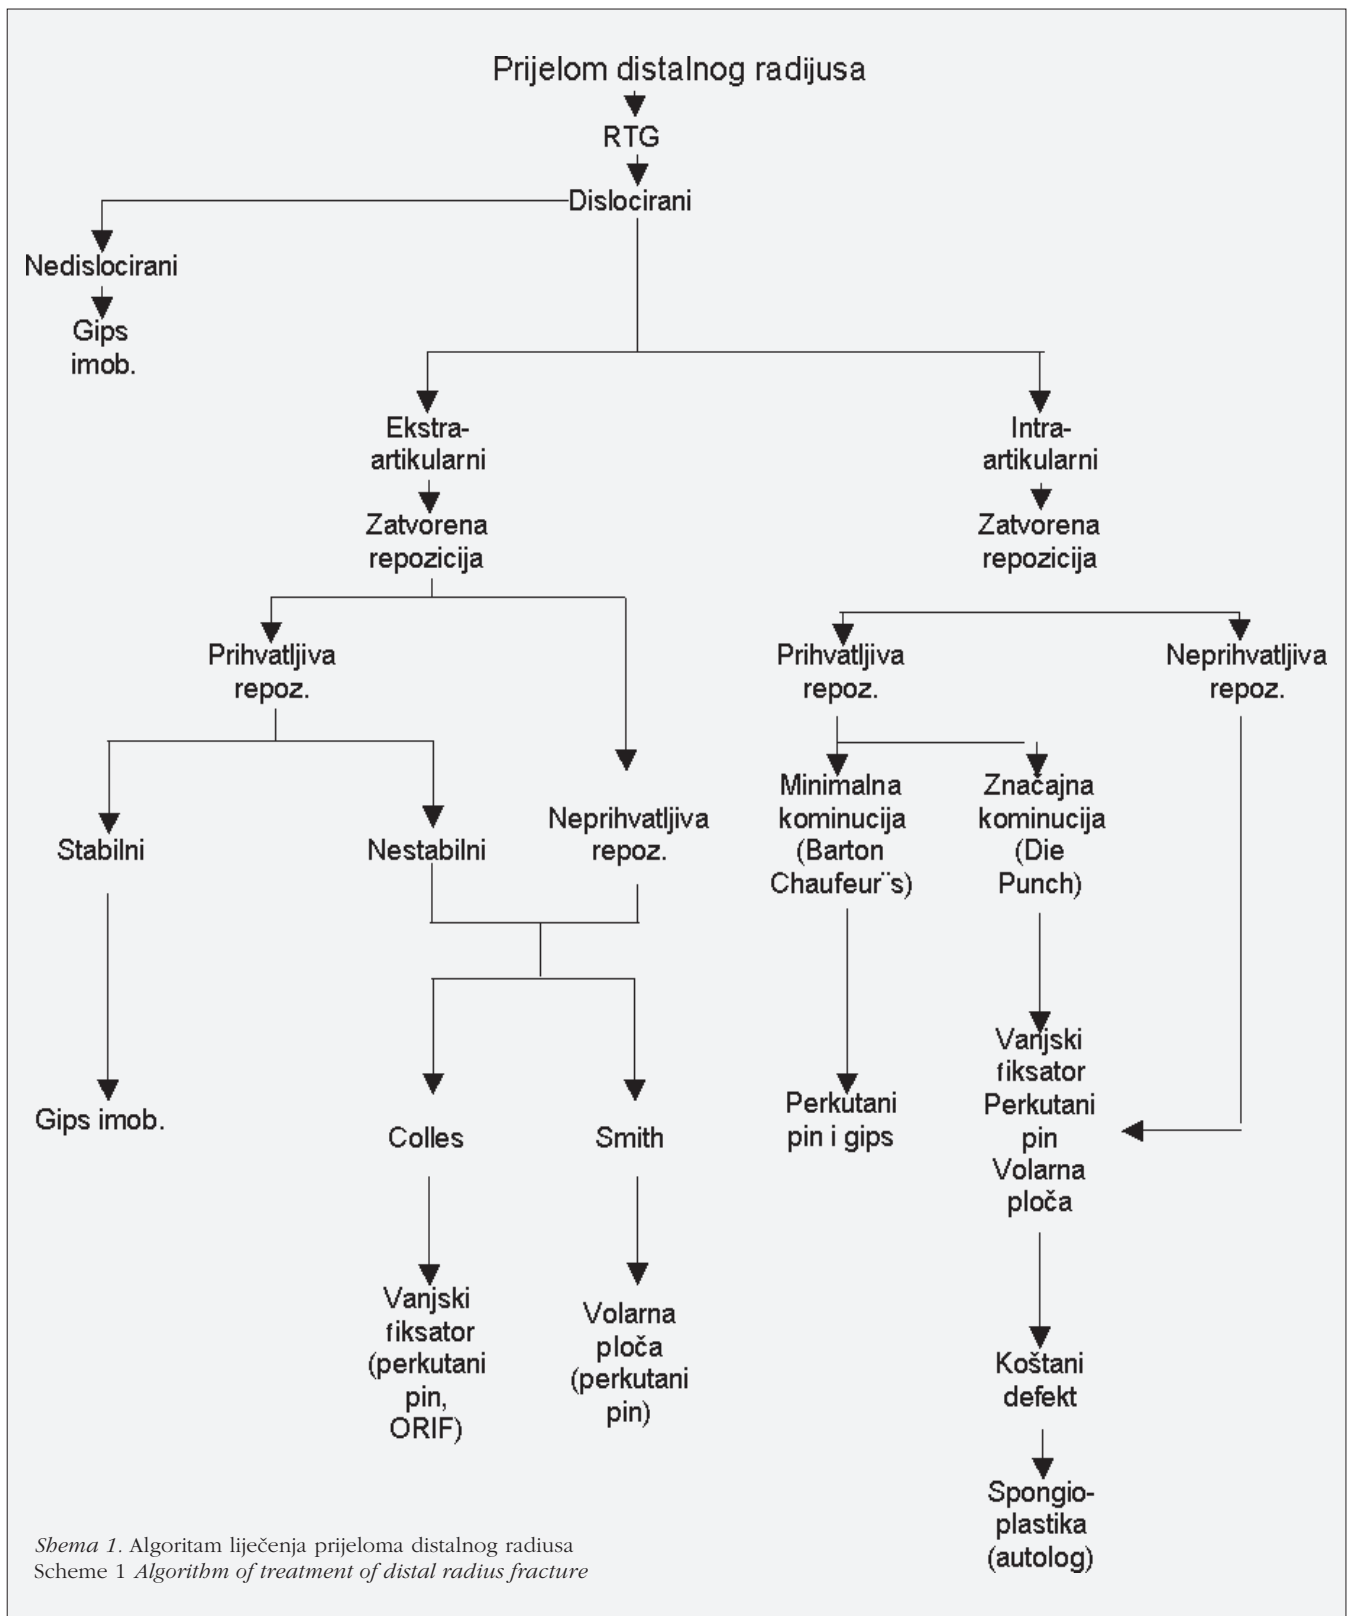 Prijelom distalnog radijusa
RTG
Dislocirani
Nedislocirani
Gips
imob.
Ekstra-
artikularni
Intra-
artikularni
Zatvorena
repozicija
Zatvorena
repozicija
Prihvatljiva
repoz.
Prihvatljiva
repoz.
Neprihvatljiva
repoz.
Stabilni
Nestabilni
Neprihvatljiva
repoz.
Minimalna
kominucija
(Barton
Chaufeur¨s)
Značajna
kominucija
(Die
Punch)
Gips imob.
Colles
Smith
Perkutani
pin i gips
Vanjski
fiksator
Perkutani
pin
Volarna
ploča
Vanjski
fiksator
(perkutani
pin,
ORIF)
Volarna
ploča
(perkutani
pin)
Koštani
defekt
Spongio-
plastika
(autolog)
Shema 1. Algoritam liječenja prijeloma distalnog radiusa
Scheme 1 Algorithm of treatment of distal radius fracture